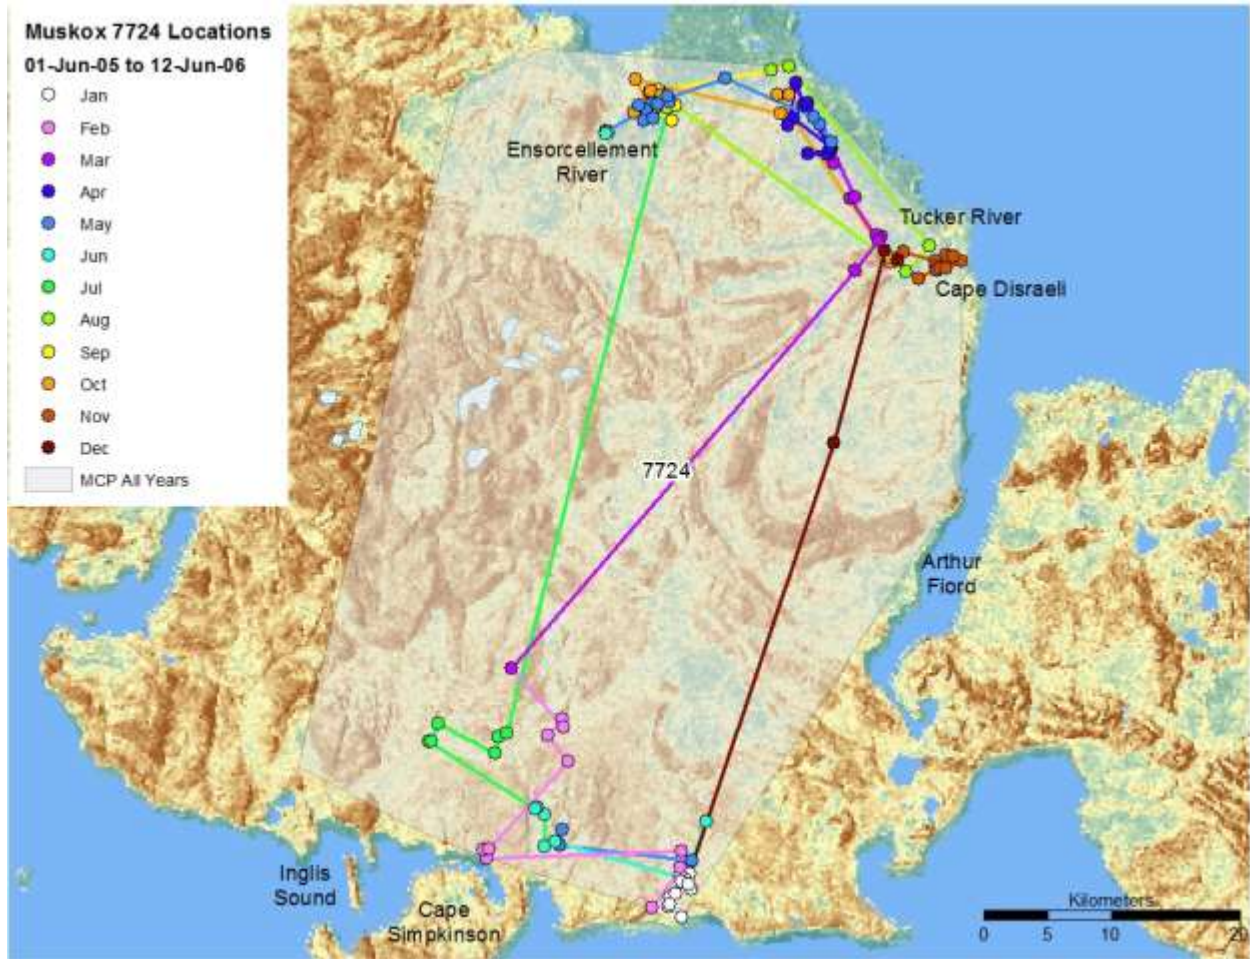 Muskox 7724 Locations
01-Jun-05 to 12-Jun-06
Jan
Feb
Mar
Apr
May
Jun
Jul
Aug
Sep
Oct
Nov
Dec
MCP All Years
Ensorcellement
River
Tucker River
Cape Disraeli
7724
Arthur
Fiord
Inglis
Sound
Cape
Simpkinson
Kilometers
0 5 10 20